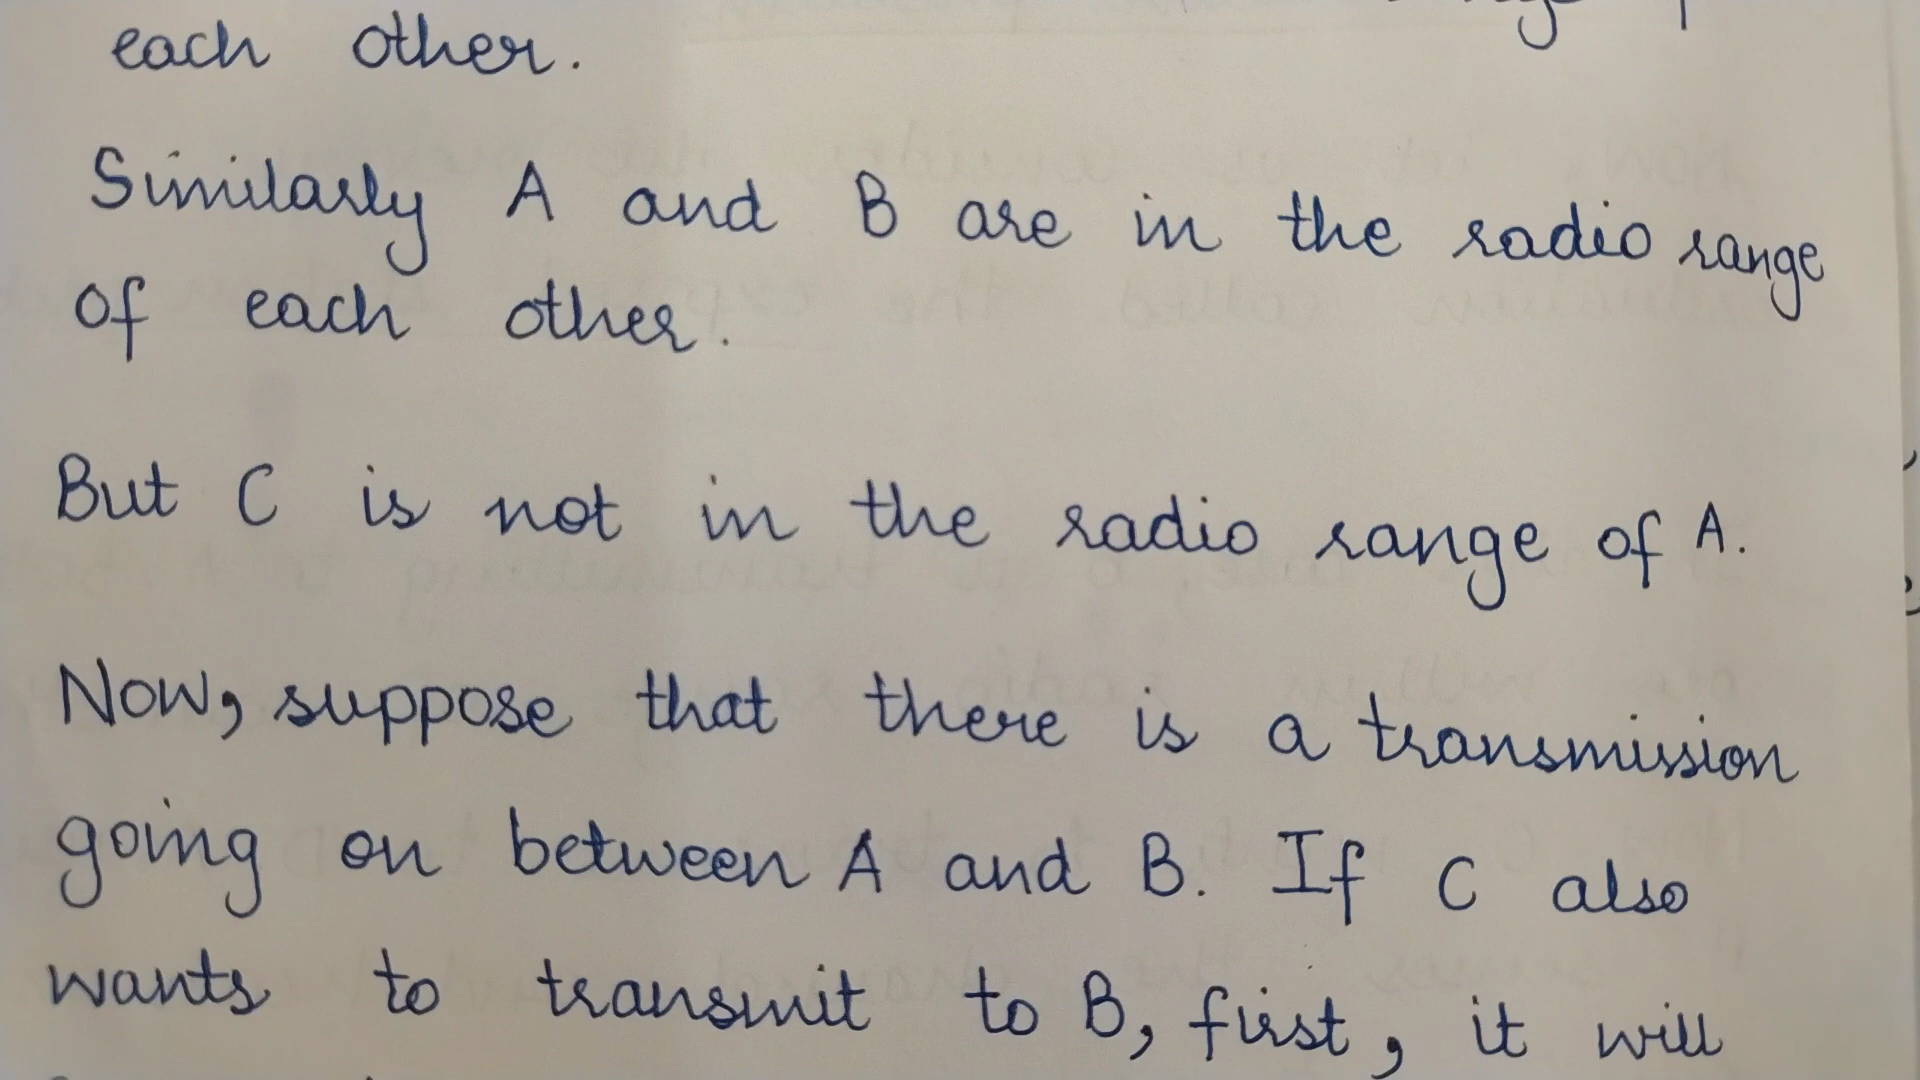 each other.
Similarly A and B are in the radio range
of each other.
But C is not in the radio range of A.
Now, suppose that there is a transmission
going on between A and B. If C also
wants to transmit to B, first, it will